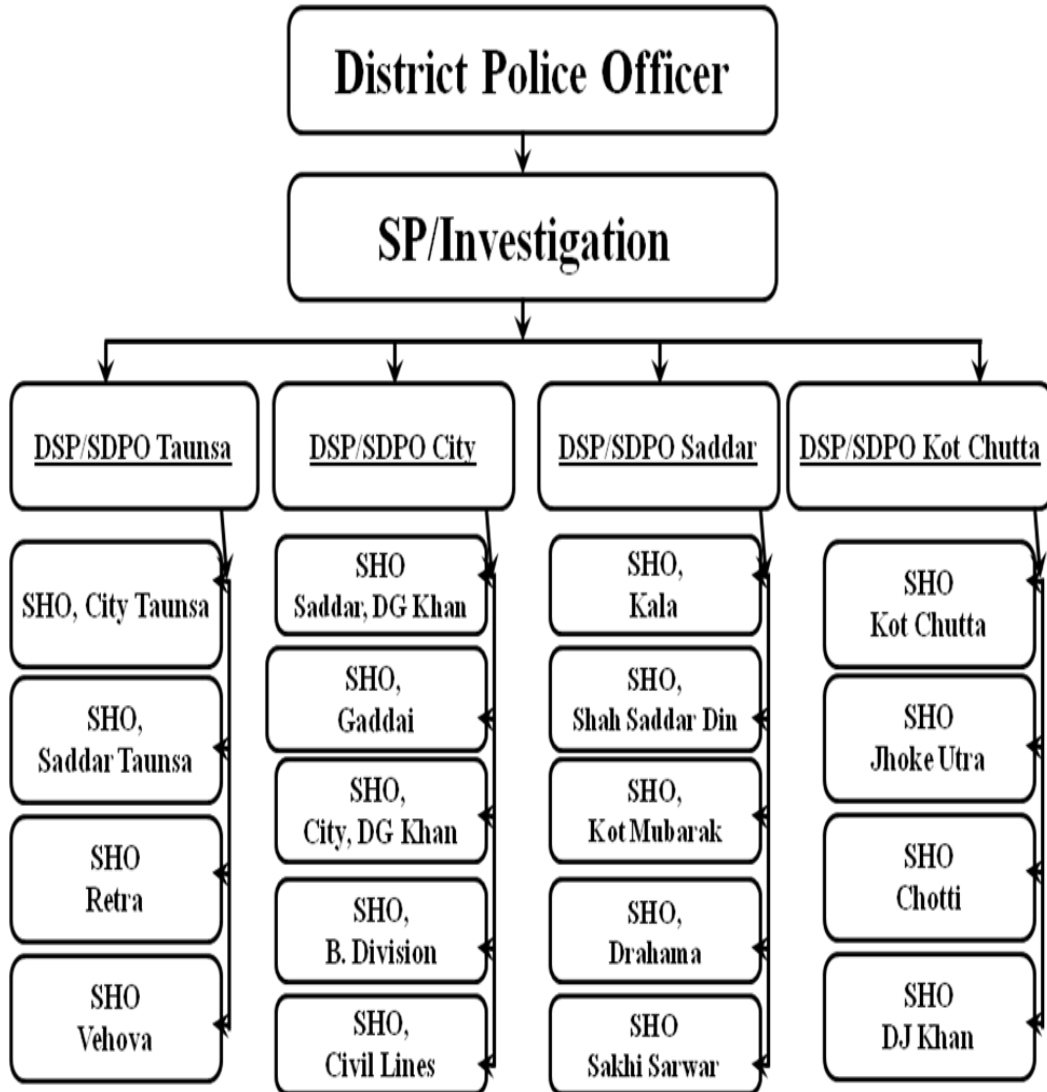 District Police Officer
SP/Investigation
DSP/SDPO Taunsa
SHO, City Taunsa
SHO,
Saddar Taunsa
SHO
Retra
SHO
Vehova
DSP/SDPO City
SHO
Saddar, DG Khan
SHO,
Gaddai
SHO,
City, DG Khan
SHO,
B. Division
SHO,
Civil Lines
DSP/SDPO Saddar
SHO,
Kala
SHO,
Shah Saddar Din
SHO,
Kot Mubarak
SHO,
Drahama
SHO
Sakhi Sarwar
DSP/SDPO Kot Chutta
SHO
Kot Chutta
SHO
Jhoke Utra
SHO
Chotti
SHO
DJ Khan